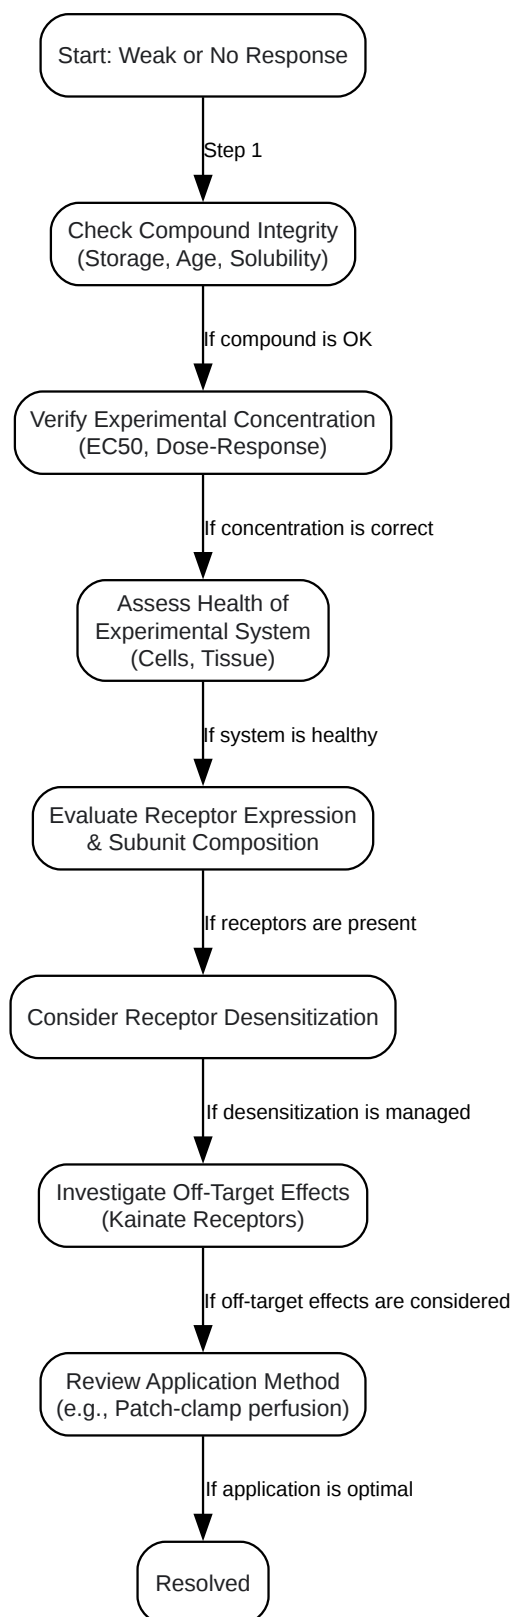 Start: Weak or No Response
Step 1
Check Compound Integrity
(Storage, Age, Solubility)
If compound is OK
Verify Experimental Concentration
(EC50, Dose-Response)
If concentration is correct
Assess Health of
Experimental System
(Cells, Tissue)
If system is healthy
Evaluate Receptor Expression
& Subunit Composition
If receptors are present
Consider Receptor Desensitization
If desensitization is managed
Investigate Off-Target Effects
(Kainate Receptors)
If off-target effects are considered
Review Application Method
(e.g., Patch-clamp perfusion)
If application is optimal
Resolved